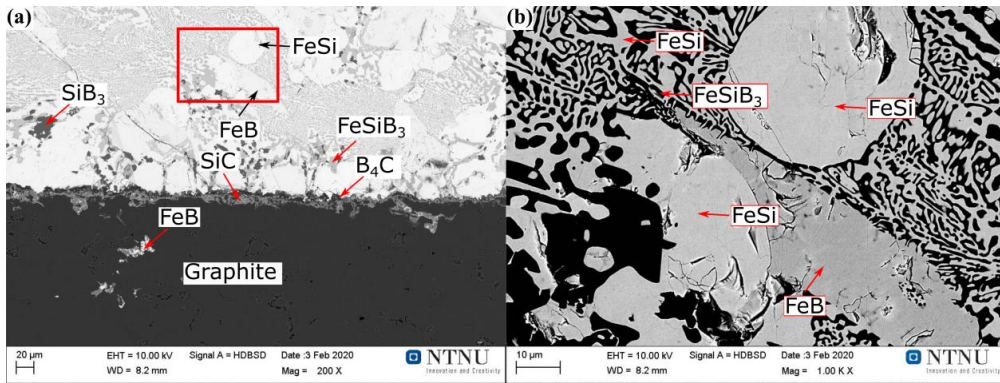 (a)
FeSi
SiB₃
FeB
FeSiB₃
SiC
B₄C
FeB
Graphite
20 μm
EHT = 10.00 kV Signal A = HDBSD Date :3 Feb 2020
WD = 8.2 mm Mag = 200 X
NTNU
Innovation and Creativity
(b)
FeSi
FeSiB₃
FeSi
FeSi
FeB
10 μm
EHT = 10.00 kV Signal A = HDBSD Date :3 Feb 2020
WD = 8.2 mm Mag = 1.00 K X
NTNU
Innovation and Creativity